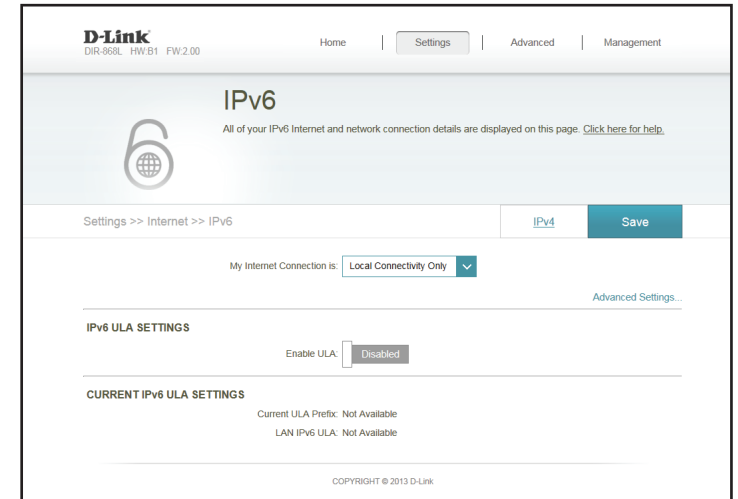 D-Link
DIR-868L HW:B1 FW:2.00
Home
Settings
Advanced
Management
IPv6
All of your IPv6 Internet and network connection details are displayed on this page. Click here for help.
Settings >> Internet >> IPv6
IPv4
Save
My Internet Connection is: Local Connectivity Only
Advanced Settings...
IPv6 ULA SETTINGS
Enable ULA: Disabled
CURRENT IPv6 ULA SETTINGS
Current ULA Prefix: Not Available
LAN IPv6 ULA: Not Available
COPYRIGHT © 2013 D-Link